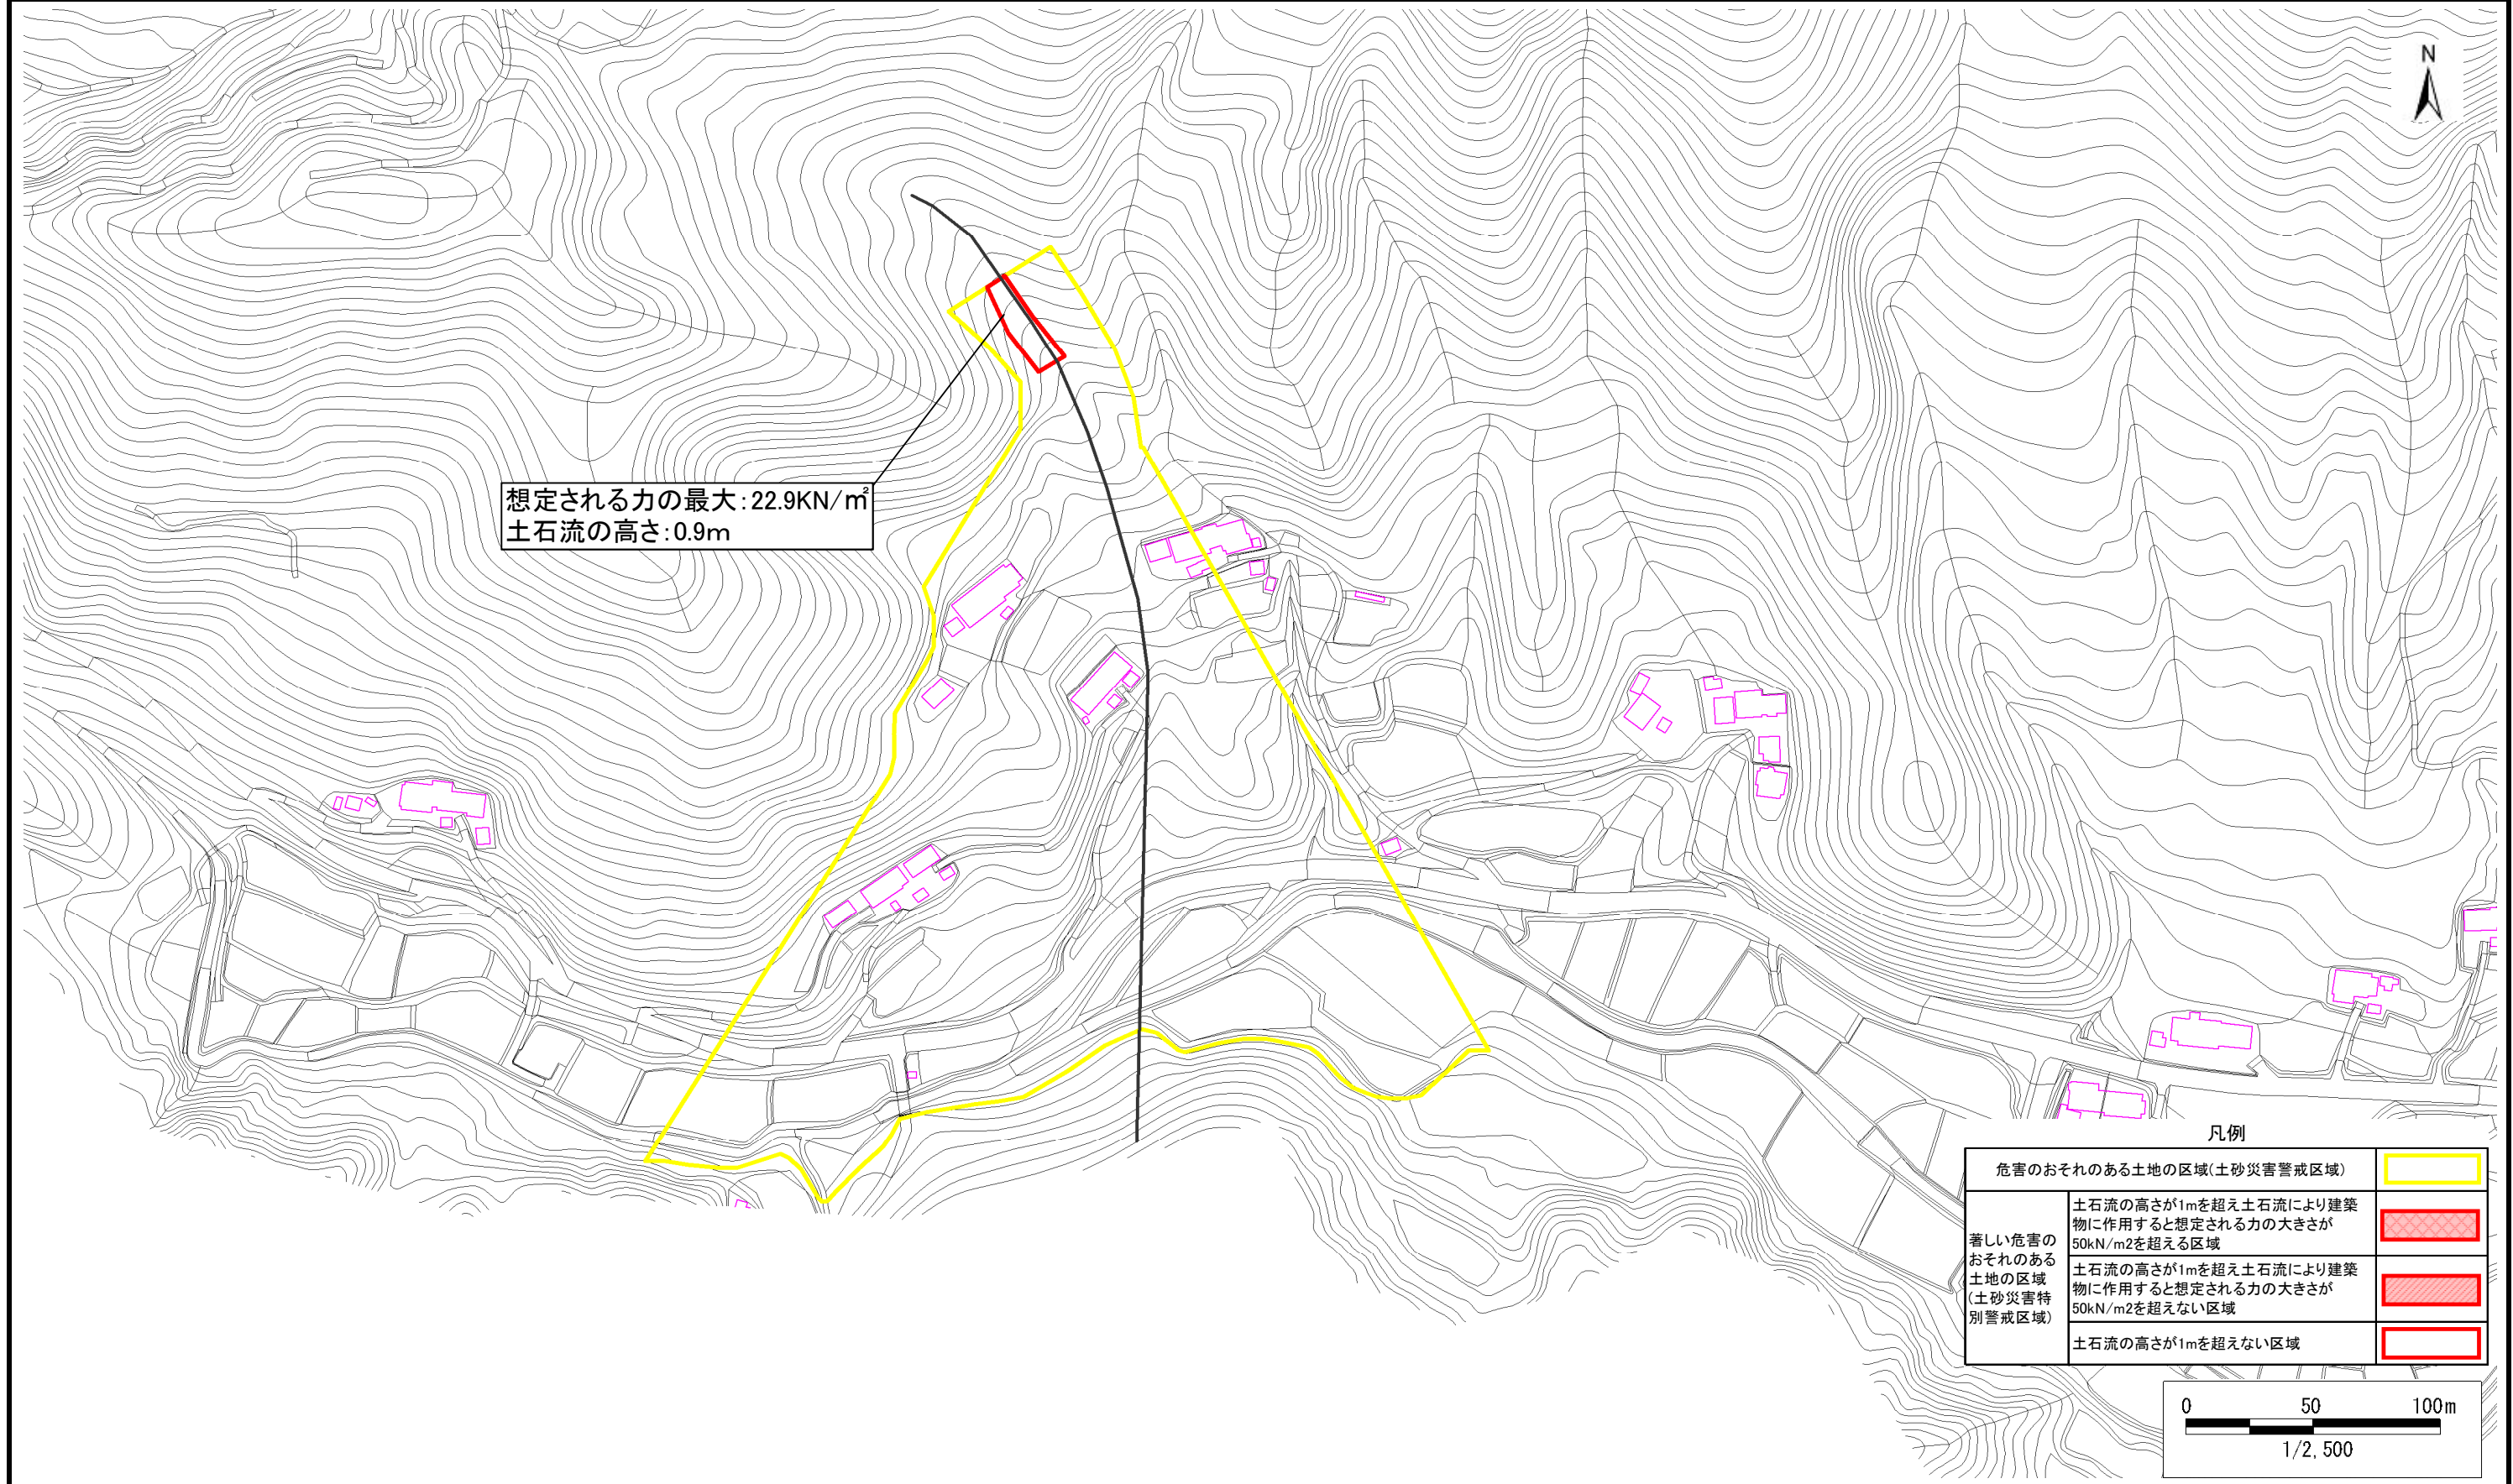 N
想定される力の最大:22.9KN/㎡
土石流の高さ:0.9m
凡例
危害のおそれのある土地の区域(土砂災害警戒区域)
著しい危害の
おそれのある
土地の区域
(土砂災害特
別警戒区域)
土石流の高さが1mを超え土石流により建築
物に作用すると想定される力の大きさが
50kN/m2を超える区域
土石流の高さが1mを超え土石流により建築
物に作用すると想定される力の大きさが
50kN/m2を超えない区域
土石流の高さが1mを超えない区域
0 50 100m
1/2,500